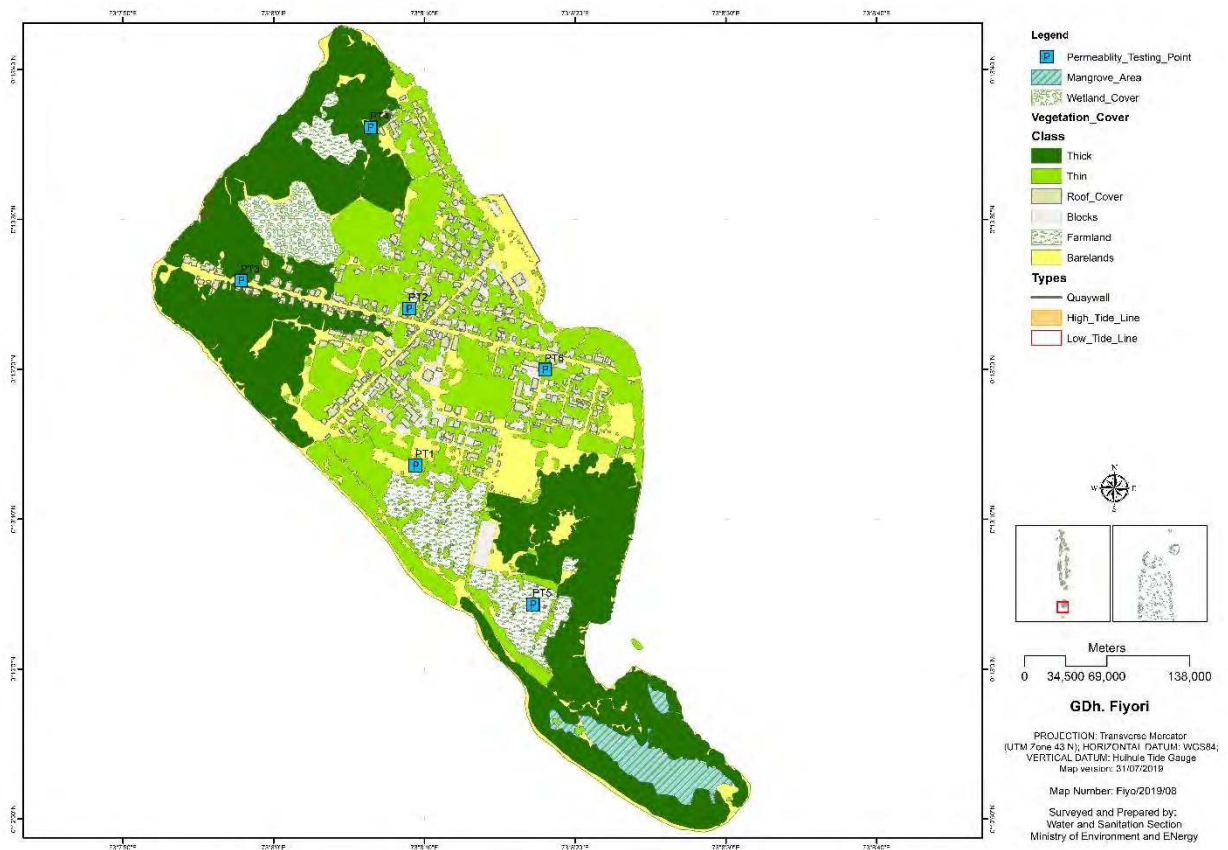 Legend
P Permeablity_Testing_Point
Mangrove_Area
Wetland_Cover
Vegetation_Cover
Class
Thick
Thin
Roof_Cover
Blocks
Farmland
Barelands
Types
Quaywall
High_Tide_Line
Low_Tide_Line
P
PT3
P
PT2
P
PT6
P
PT1
P
PT5
P
N
W E
S
Meters
0 34,500 69,000 138,000
GDh. Fiyori
PROJECTION: Transverse Mercator
(UTM Zone 43 N); HORIZONTAL DATUM: WGS84;
VERTICAL DATUM: Hulhule Tide Gauge
Map version: 31/07/2019
Map Number: Fiyo/2019/08
Surveyed and Prepared by:
Water and Sanitation Section
Ministry of Environment and ENergy